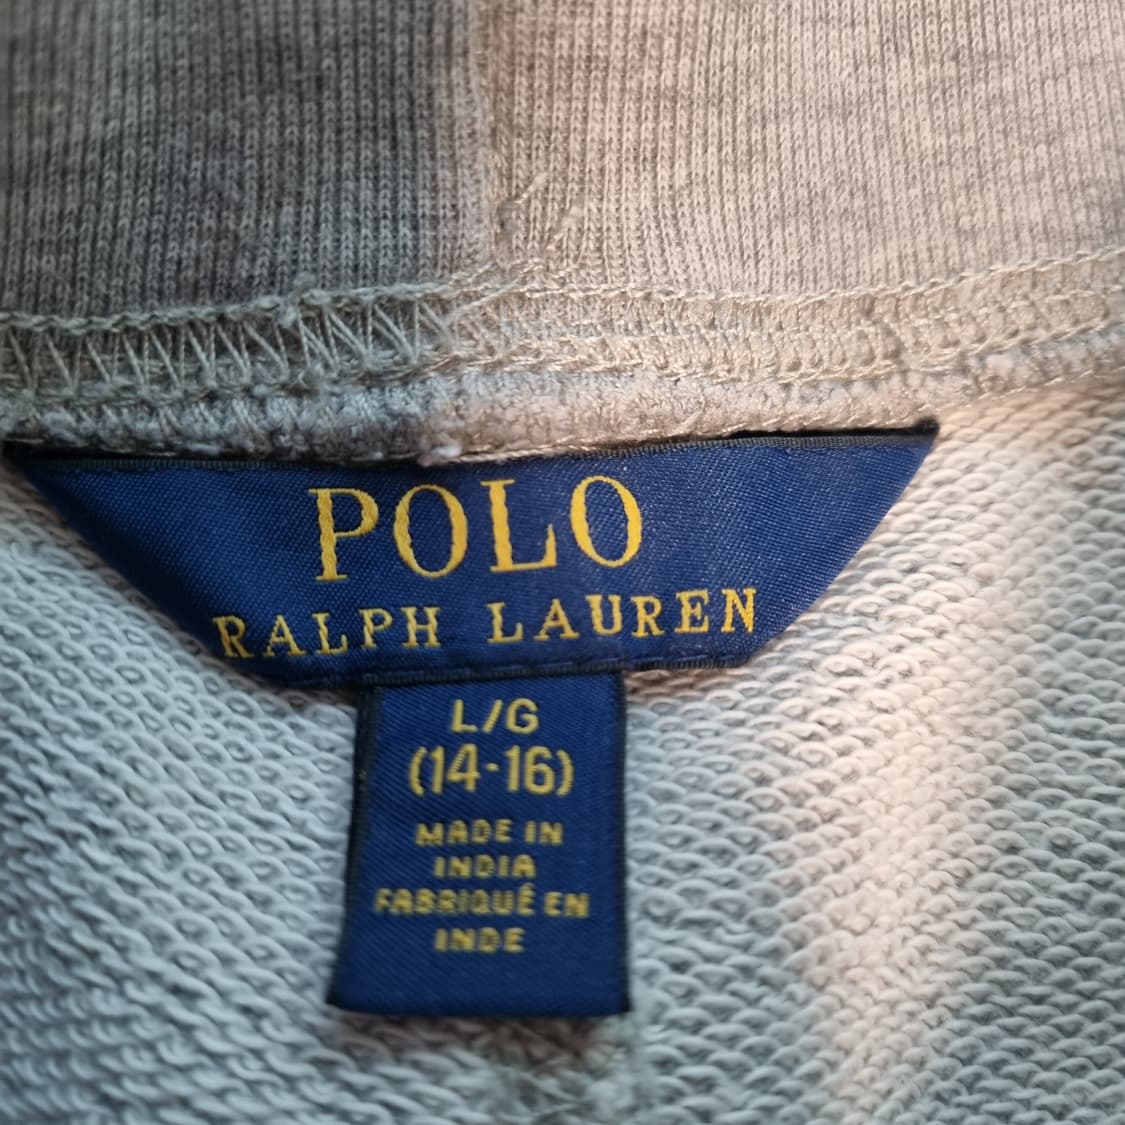 POLO
RALPH LAUREN
L/G
(14-16)
MADE IN
INDIA
FABRIQUÉ EN
INDE